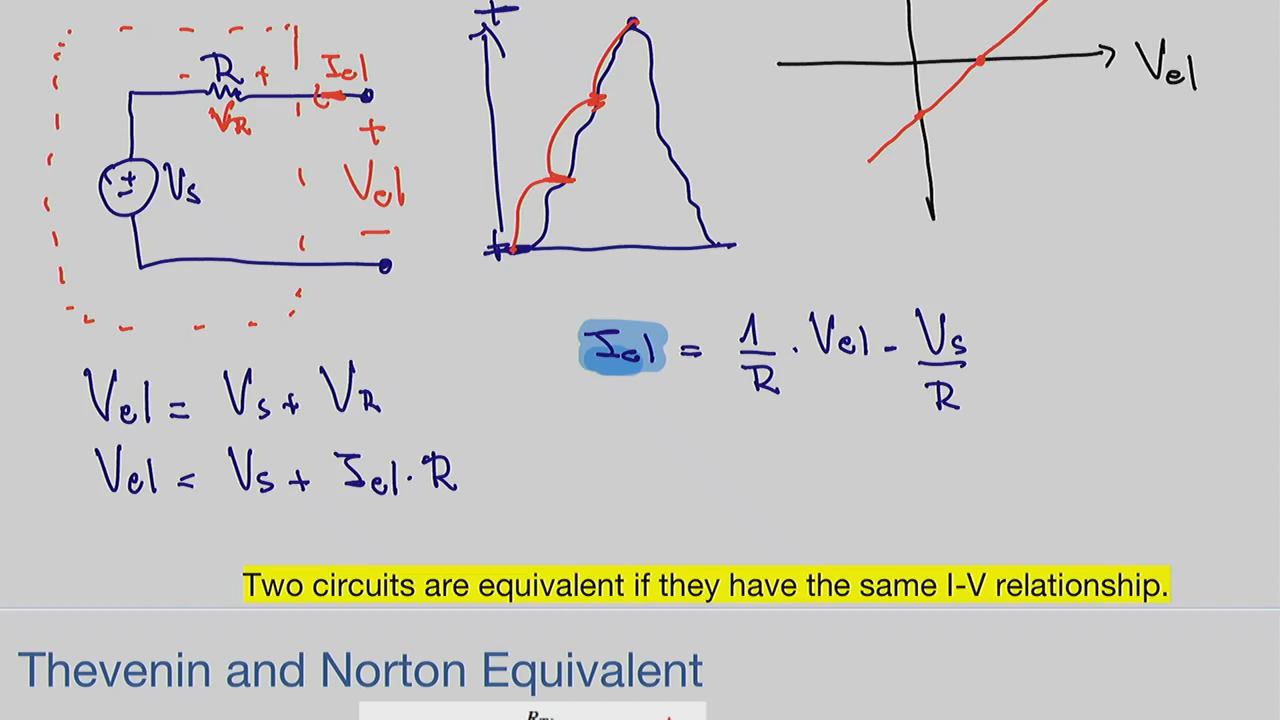 - R + Iel
VR
+
Vs
+
-
Vel
-
+
+
Vel
Iel = 1/R · Vel - Vs/R
Vel = Vs + VR
Vel = Vs + Iel · R
Two circuits are equivalent if they have the same I-V relationship.
Thevenin and Norton Equivalent